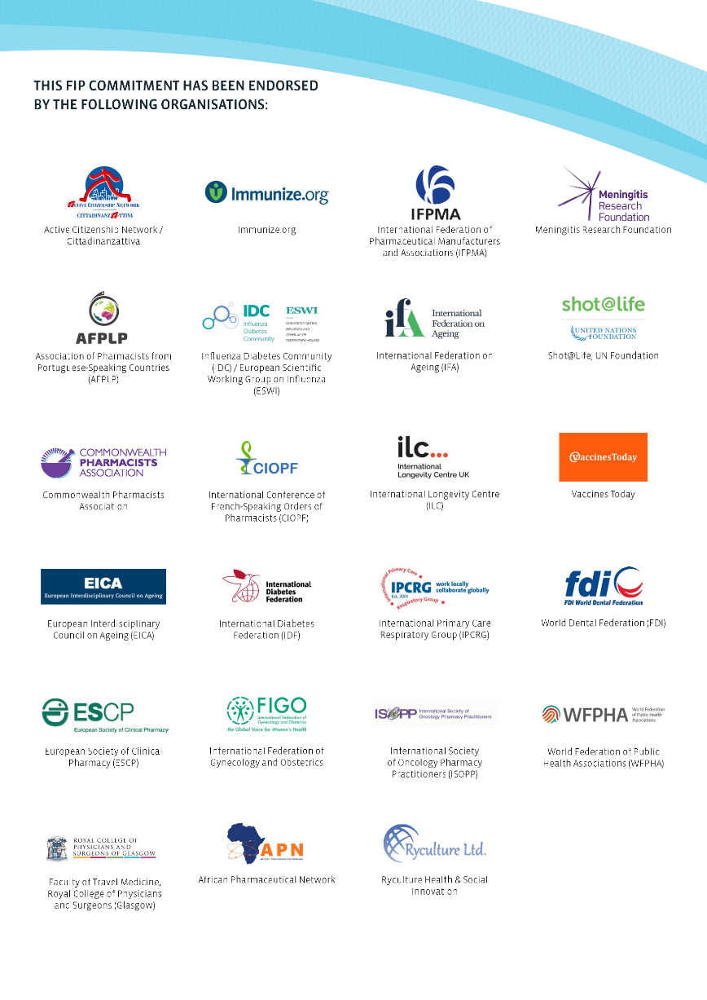 THIS FIP COMMITMENT HAS BEEN ENDORSED
BY THE FOLLOWING ORGANISATIONS:
ACTIVE CITIZENSHIP NETWORK
CITTADINANZATTIVA
Active Citizenship Network /
Cittadinanzattiva
Immunize.org
Immunize.org
IFPMA
International Federation of
Pharmaceutical Manufacturers
and Associations (IFPMA)
Meningitis
Research
Foundation
Meningitis Research Foundation
AFPLP
Association of Pharmacists from
Portuguese-Speaking Countries
(AFPLP)
IDC
Influenza
Diabetes
Community
ESWI
SCIENTISTS FIGHTING
INFLUENZA AND
OTHER ACUTE
RESPIRATORY VIRUSES
Influenza Diabetes Community
(IDC) / European Scientific
Working Group on Influenza
(ESWI)
ifA
International
Federation on
Ageing
International Federation on
Ageing (IFA)
shot@life
UNITED NATIONS
FOUNDATION
Shot@Life, UN Foundation
COMMONWEALTH
PHARMACISTS
ASSOCIATION
Commonwealth Pharmacists
Association
CIOPF
International Conference of
French-Speaking Orders of
Pharmacists (CIOPF)
ilc...
International
Longevity Centre UK
International Longevity Centre
(ILC)
VaccinesToday
Vaccines Today
EICA
European Interdisciplinary Council on Ageing
European Interdisciplinary
Council on Ageing (EICA)
International
Diabetes
Federation
International Diabetes
Federation (IDF)
International Primary Care
IPCRG
Est. 2001
Respiratory Group
work locally
collaborate globally
International Primary Care
Respiratory Group (IPCRG)
fdi
FDI World Dental Federation
World Dental Federation (FDI)
ESCP
European Society of Clinical Pharmacy
European Society of Clinical
Pharmacy (ESCP)
FIGO
International Federation of
Gynecology and Obstetrics
the Global Voice for Women's Health
International Federation of
Gynecology and Obstetrics
ISOPP
International Society of
Oncology Pharmacy Practitioners
International Society
of Oncology Pharmacy
Practitioners (ISOPP)
WFPHA
World Federation
of Public Health
Associations
World Federation of Public
Health Associations (WFPHA)
ROYAL COLLEGE OF
PHYSICIANS AND
SURGEONS OF GLASGOW
Faculty of Travel Medicine,
Royal College of Physicians
and Surgeons (Glasgow)
APN
African Pharmaceutical Network
African Pharmaceutical Network
Ryculture Ltd.
Ryculture Health & Social
Innovation